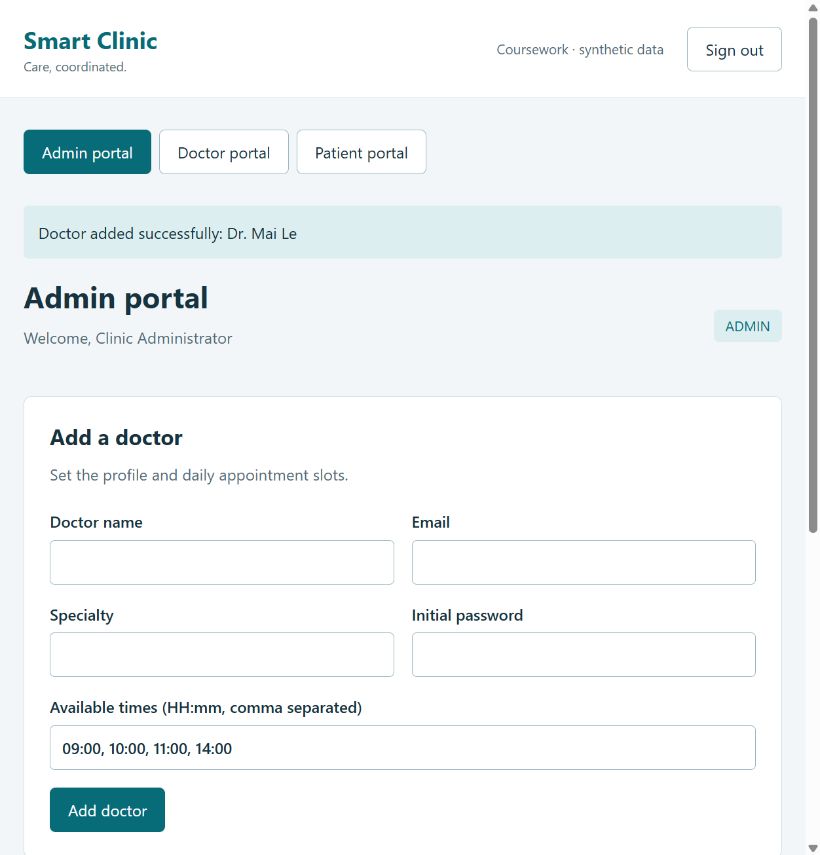 Smart Clinic
Care, coordinated.
Coursework · synthetic data
Sign out
Admin portal
Doctor portal
Patient portal
Doctor added successfully: Dr. Mai Le
Admin portal
Welcome, Clinic Administrator
ADMIN
Add a doctor
Set the profile and daily appointment slots.
Doctor name
Email
Specialty
Initial password
Available times (HH:mm, comma separated)
09:00, 10:00, 11:00, 14:00
Add doctor